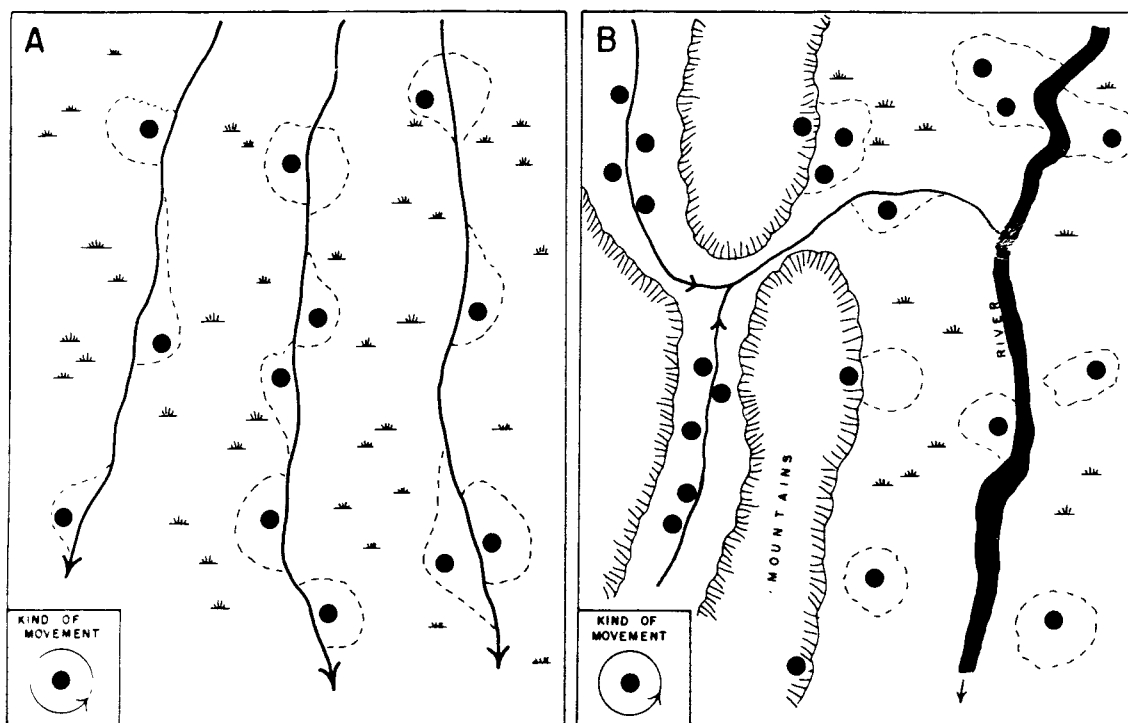 A
KIND OF
MOVEMENT
B
RIVER
MOUNTAINS
KIND OF
MOVEMENT